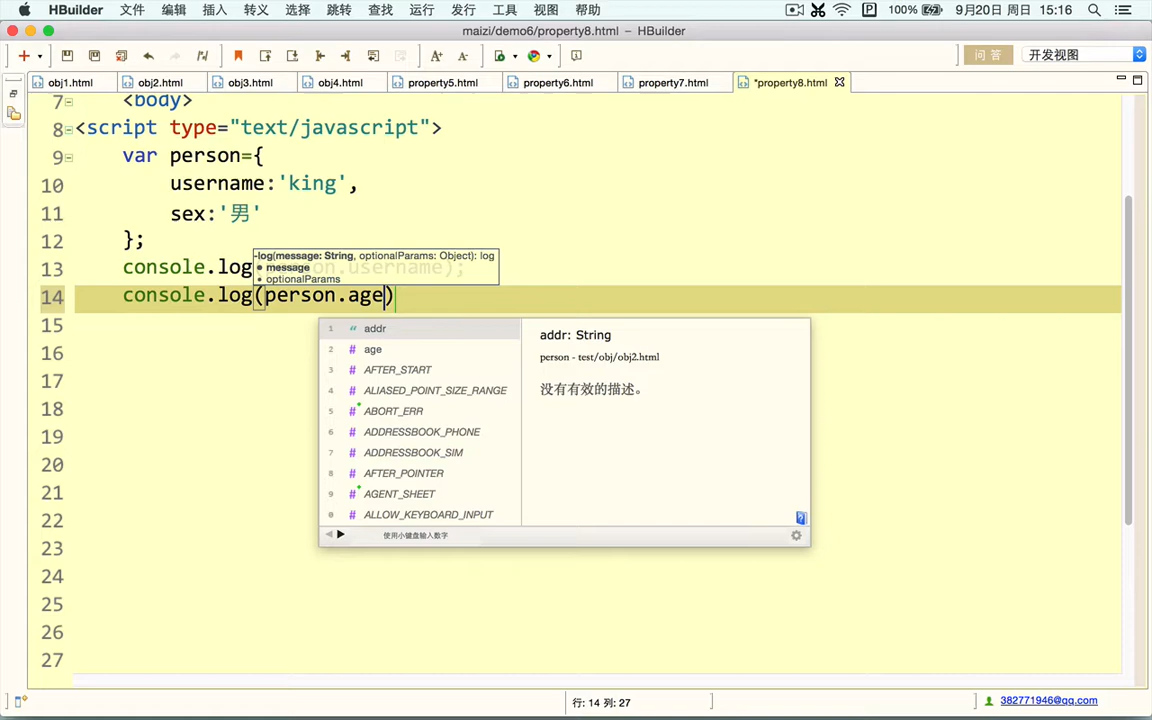 HBuilder 文件 编辑 插入 转义 选择 跳转 查找 运行 发行 工具 视图 帮助 100% 9月20日 周日 15:16
maizi/demo6/property8.html – HBuilder
问 答 开发视图
obj1.html obj2.html obj3.html obj4.html property5.html property6.html property7.html *property8.html
7 <body>
8 <script type="text/javascript">
9 var person={
10 username:'king',
11 sex:'男'
12 };
-log(message: String, optionalParams: Object): log
13 console.log on.username);
message
optionalParams
14 console.log(person.age)
15
1 addr
addr: String
2 age
16
person - test/obj/obj2.html
3 AFTER_START
17
4 ALIASED_POINT_SIZE_RANGE
没有有效的描述。
18
5 ABORT_ERR
6 ADDRESSBOOK_PHONE
19
7 ADDRESSBOOK_SIM
20
8 AFTER_POINTER
21
9 AGENT_SHEET
22
0 ALLOW_KEYBOARD_INPUT
使用小键盘输入数字
23
24
25
26
27
行: 14 列: 27
382771946@qq.com